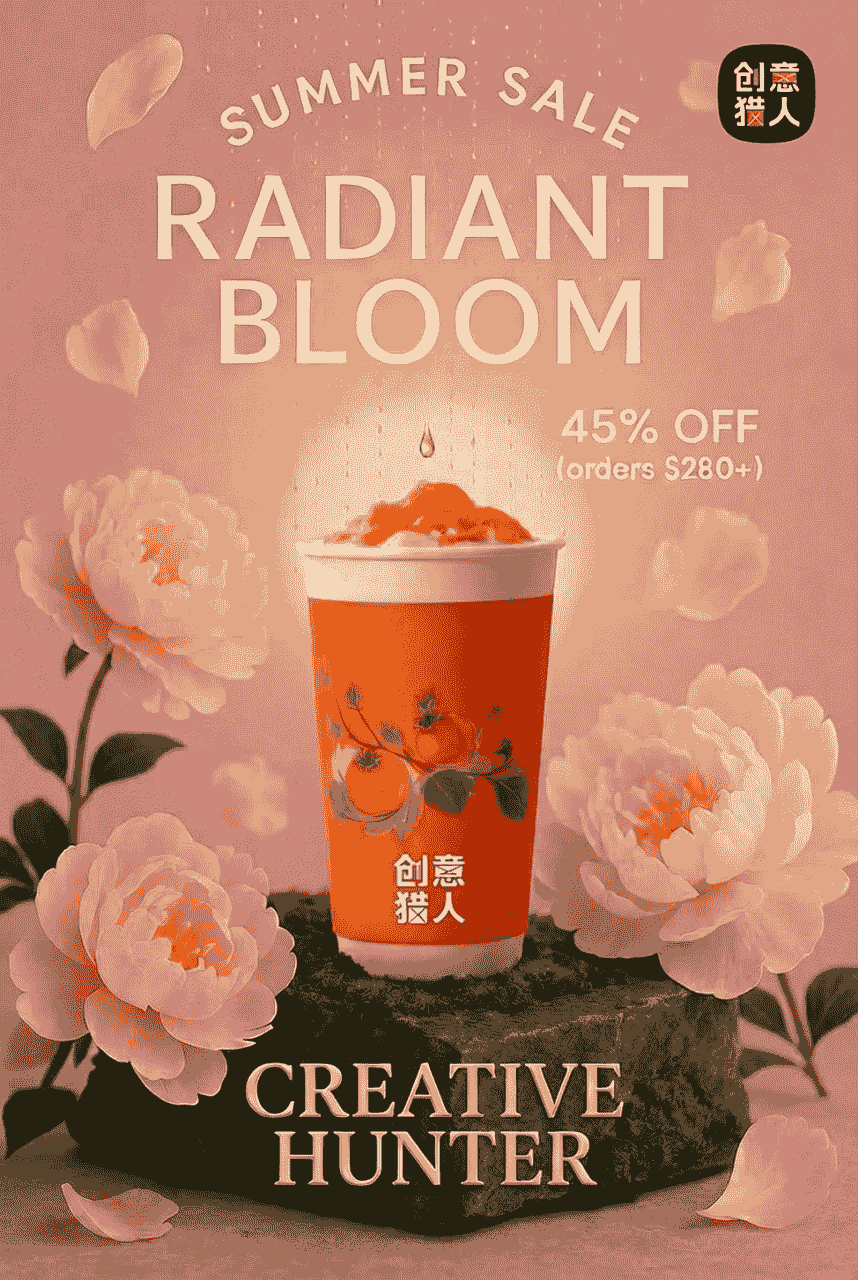 SUMMER SALE
创意
猎人
RADIANT
BLOOM
45% OFF
(orders $280+)
创意
猎人
CREATIVE
HUNTER